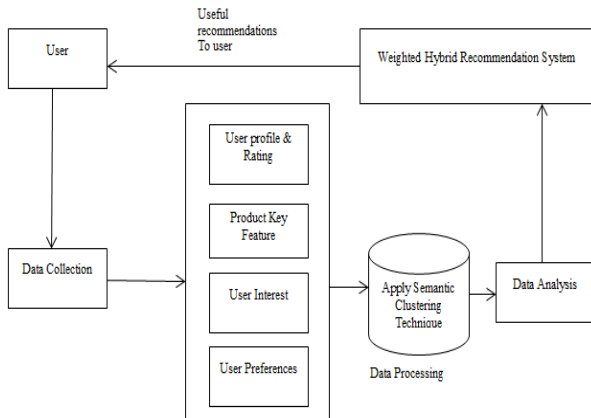 Useful
recommendations
To user
User
Weighted Hybrid Recommendation System
User profile &
Rating
Product Key
Feature
Data Collection
User Interest
User Preferences
Apply Semantic
Clustering
Technioue
Data Processing
Data Analysis